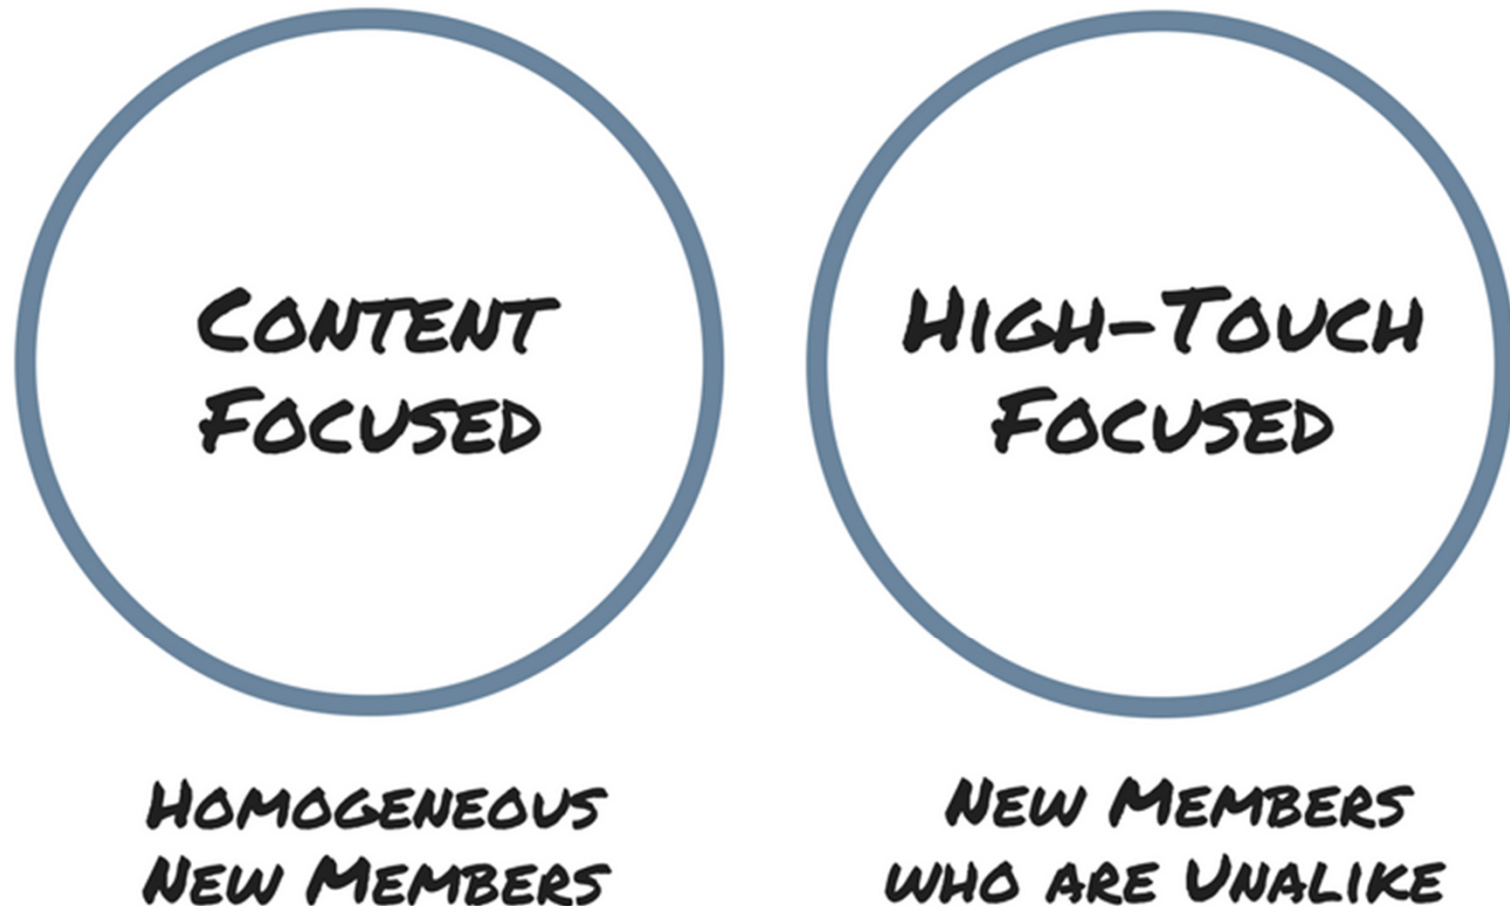 Content
Focused
Homogeneous
New Members
High-Touch
Focused
New Members
who are Unalike